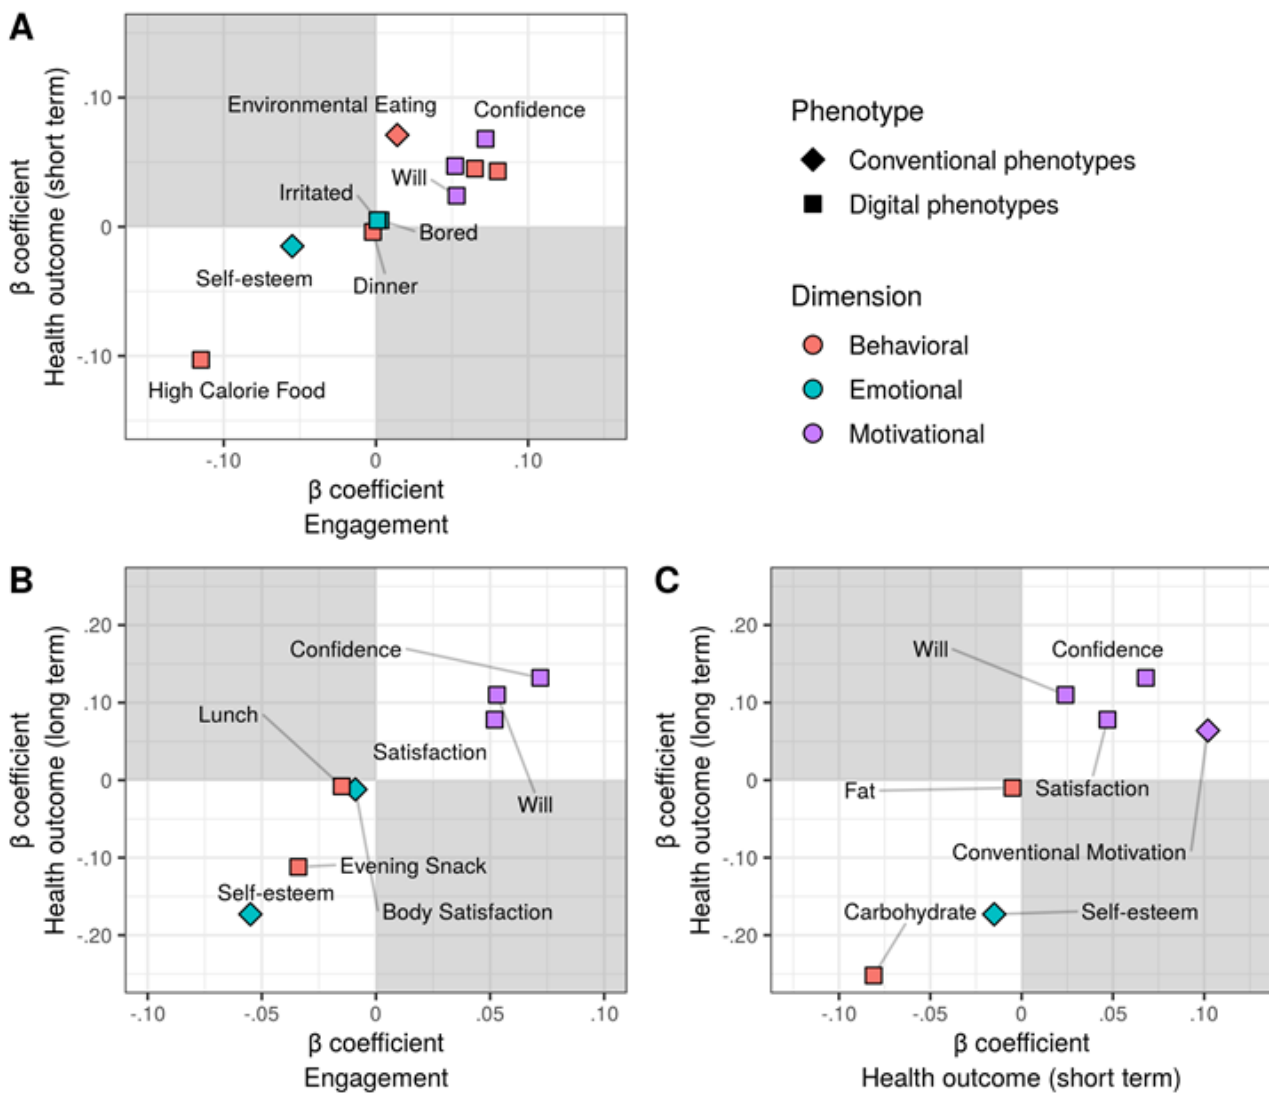 A
β coefficient
Health outcome (short term)
.10
0
-.10
Environmental Eating
Confidence
Will
Irritated
Bored
Self-esteem
Dinner
High Calorie Food
-.10
0
.10
β coefficient
Engagement
Phenotype
Conventional phenotypes
Digital phenotypes
Dimension
Behavioral
Emotional
Motivational
B
β coefficient
Health outcome (long term)
.20
.10
0
-.10
-.20
Confidence
Lunch
Satisfaction
Will
Evening Snack
Self-esteem
Body Satisfaction
-.10
-.05
0
.05
.10
β coefficient
Engagement
C
β coefficient
Health outcome (long term)
.20
.10
0
-.10
-.20
Will
Confidence
Fat
Satisfaction
Conventional Motivation
Carbohydrate
Self-esteem
-.10
-.05
0
.05
.10
β coefficient
Health outcome (short term)